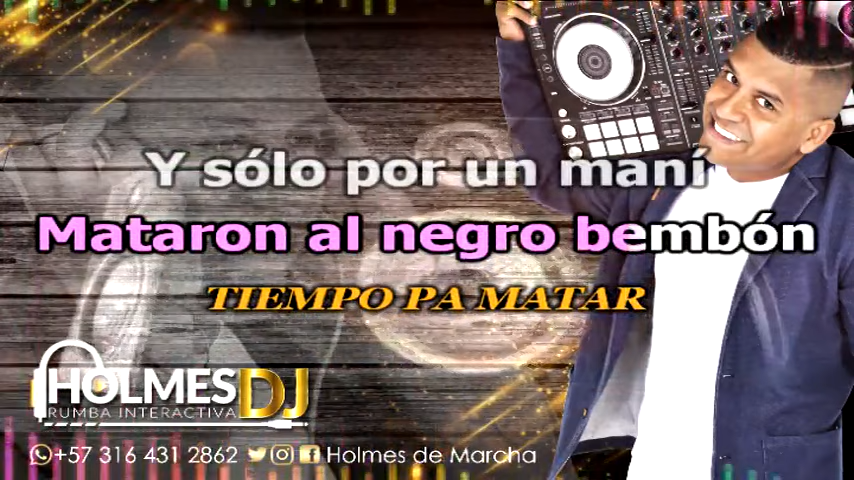 Y sólo por un maní
Mataron al negro bembón
TIEMPO PA MATAR
HOLMES DJ
RUMBA INTERACTIVA
+57 316 431 2862 Holmes de Marcha